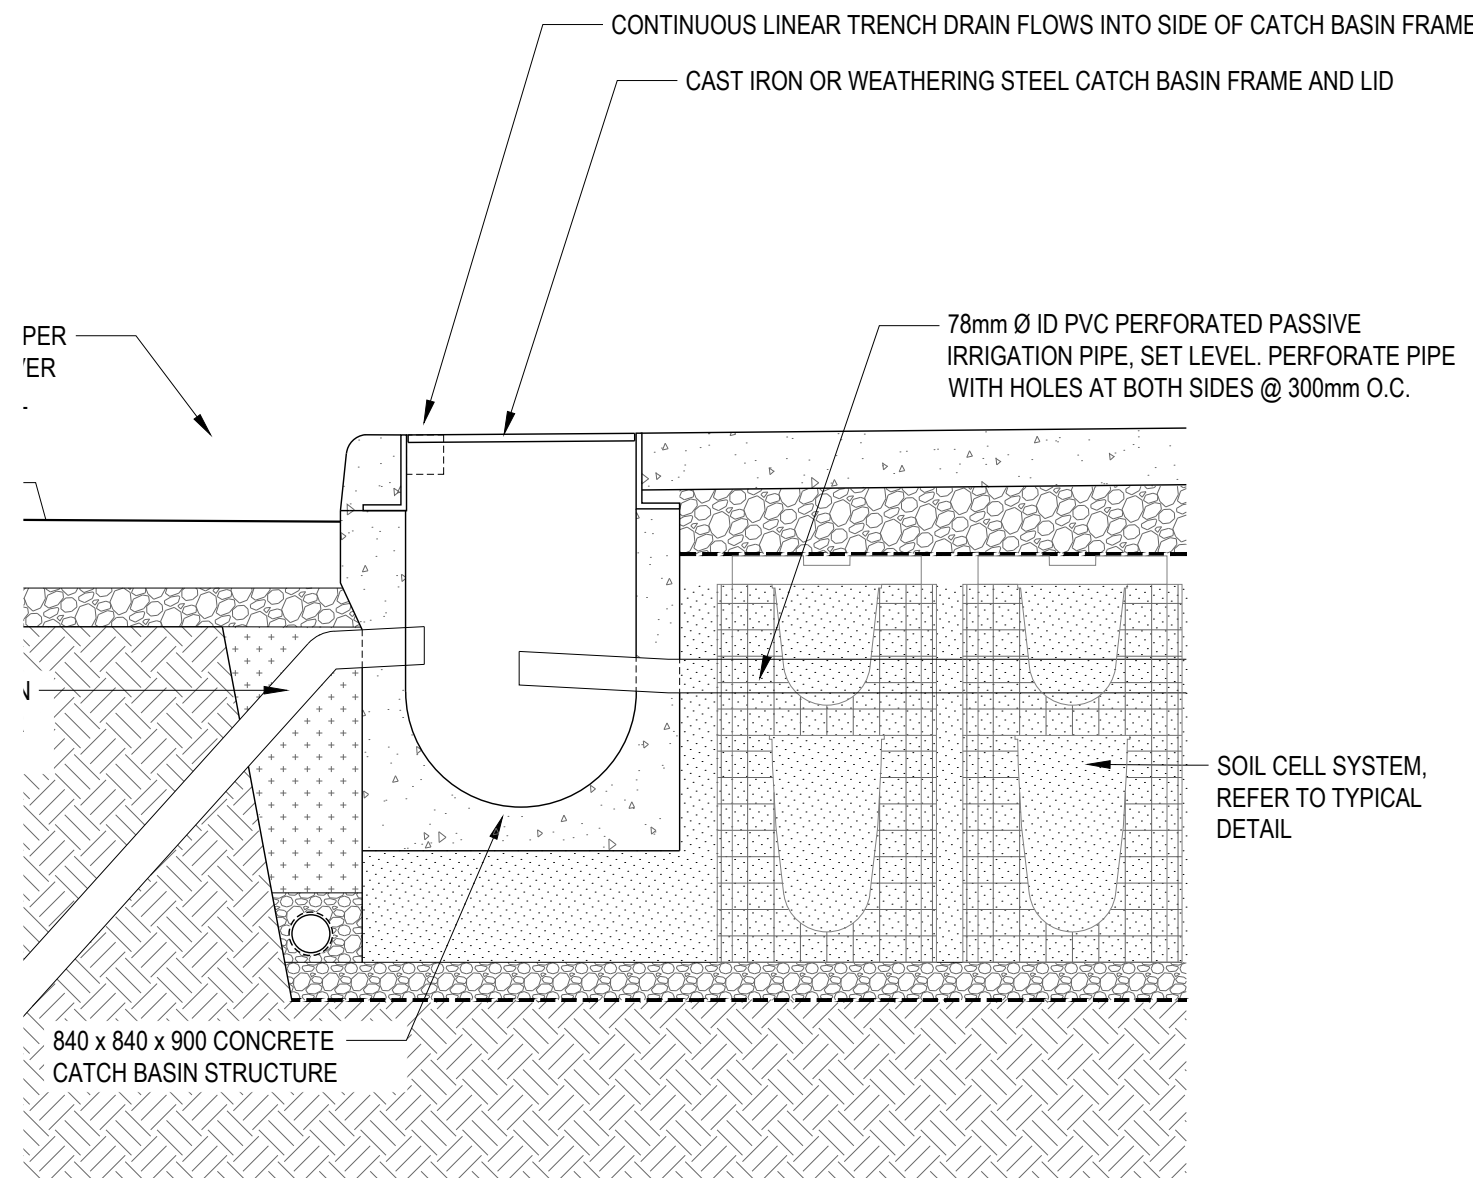 CONTINUOUS LINEAR TRENCH DRAIN FLOWS INTO SIDE OF CATCH BASIN FRAME
CAST IRON OR WEATHERING STEEL CATCH BASIN FRAME AND LID
PER
VER
78mm Ø ID PVC PERFORATED PASSIVE
IRRIGATION PIPE, SET LEVEL. PERFORATE PIPE
WITH HOLES AT BOTH SIDES @ 300mm O.C.
N
SOIL CELL SYSTEM,
REFER TO TYPICAL
DETAIL
840 x 840 x 900 CONCRETE
CATCH BASIN STRUCTURE